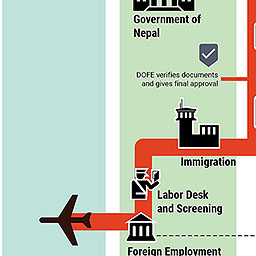 Government of
Nepal
DOFE verifies documents
and gives final approval
Immigration
Labor Desk
and Screening
Foreign Employment